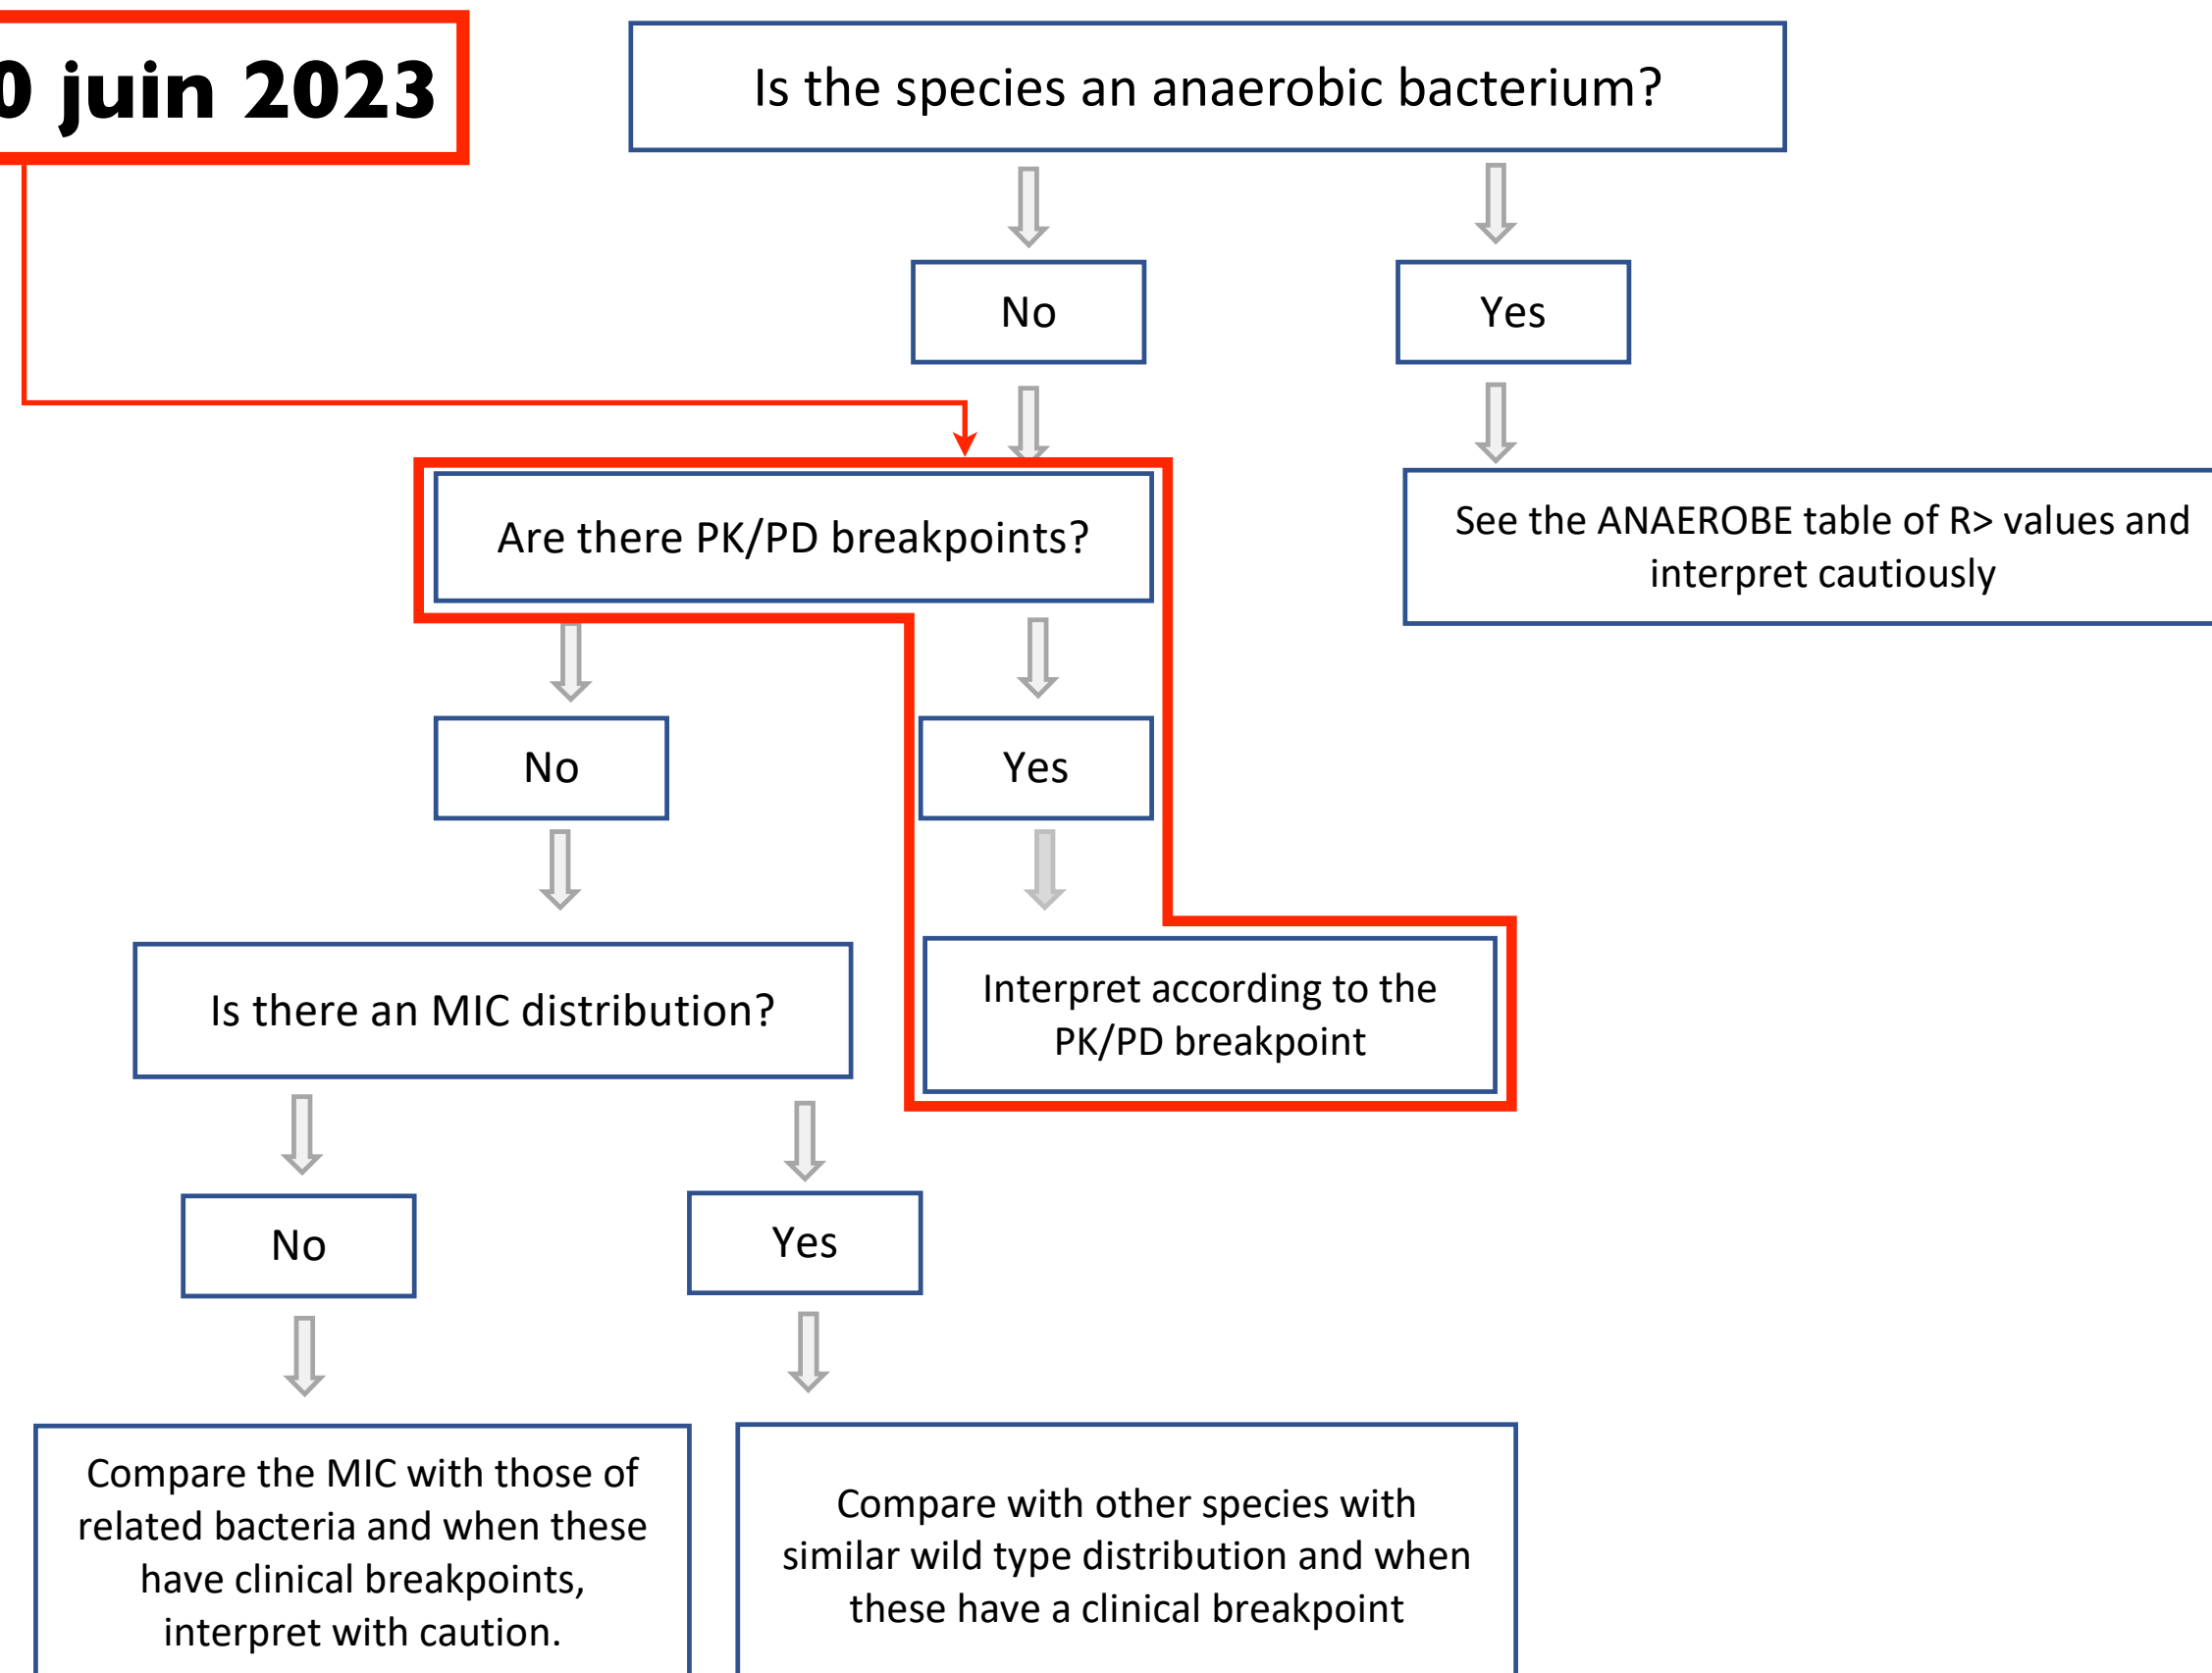 0 juin 2023
Is the species an anaerobic bacterium?
No
Yes
Are there PK/PD breakpoints?
See the ANAEROBE table of R> values and
interpret cautiously
No
Yes
Is there an MIC distribution?
Interpret according to the
PK/PD breakpoint
No
Yes
Compare the MIC with those of
related bacteria and when these
have clinical breakpoints,
interpret with caution.
Compare with other species with
similar wild type distribution and when
these have a clinical breakpoint